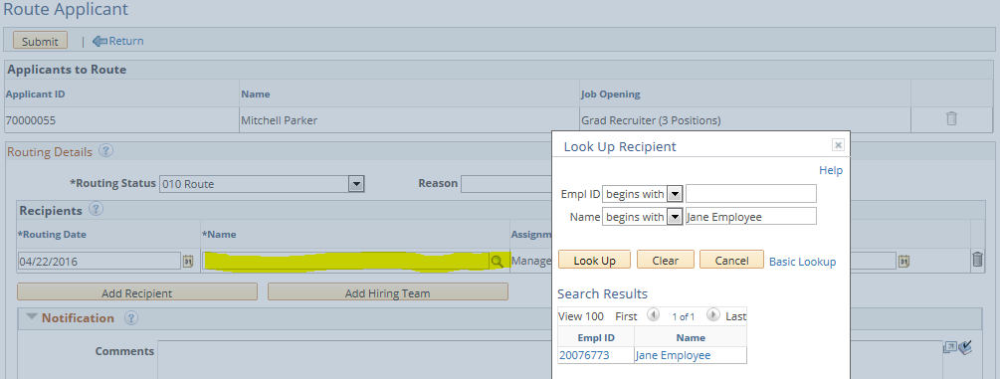 Route Applicant
Submit | Return
Applicants to Route
Applicant ID Name Job Opening
70000055 Mitchell Parker Grad Recruiter (3 Positions)
Routing Details ?
*Routing Status 010 Route Reason
Recipients ?
*Routing Date *Name Assignm
04/22/2016 31 Manage 31
Add Recipient Add Hiring Team
Notification ?
Comments
Look Up Recipient x
Help
Empl ID begins with
Name begins with Jane Employee
Look Up Clear Cancel Basic Lookup
Search Results
View 100 First 1 of 1 Last
Empl ID Name
20076773 Jane Employee